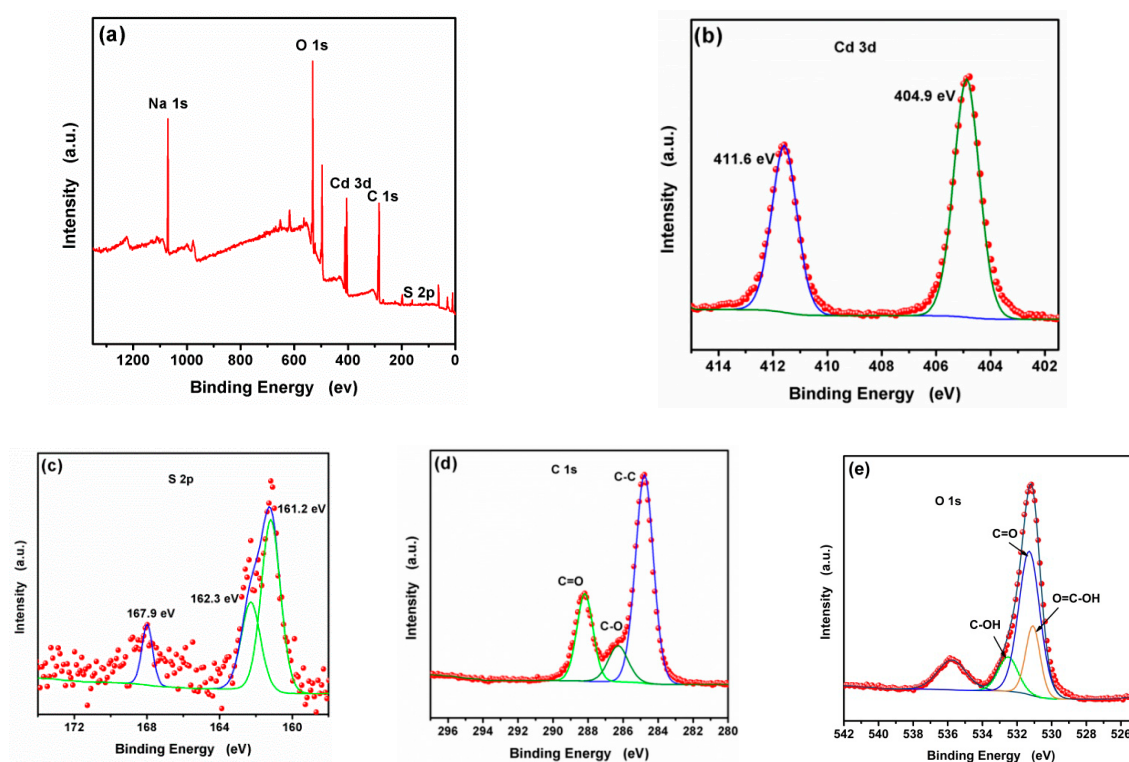 (a)
O 1s
Na 1s
Cd 3d
C 1s
S 2p
Intensity (a.u.)
1200 1000 800 600 400 200 0
Binding Energy (ev)
(b)
Cd 3d
404.9 eV
411.6 eV
Intensity (a.u.)
414 412 410 408 406 404 402
Binding Energy (eV)
(c)
S 2p
161.2 eV
162.3 eV
167.9 eV
Intensity (a.u.)
172 168 164 160
Binding Energy (eV)
(d)
C 1s
C-C
C=O
C-O
Intensity (a.u.)
296 294 292 290 288 286 284 282 280
Binding Energy (eV)
(e)
O 1s
C=O
O=C-OH
C-OH
Intensity (a.u.)
542 540 538 536 534 532 530 528 526
Binding Energy (eV)